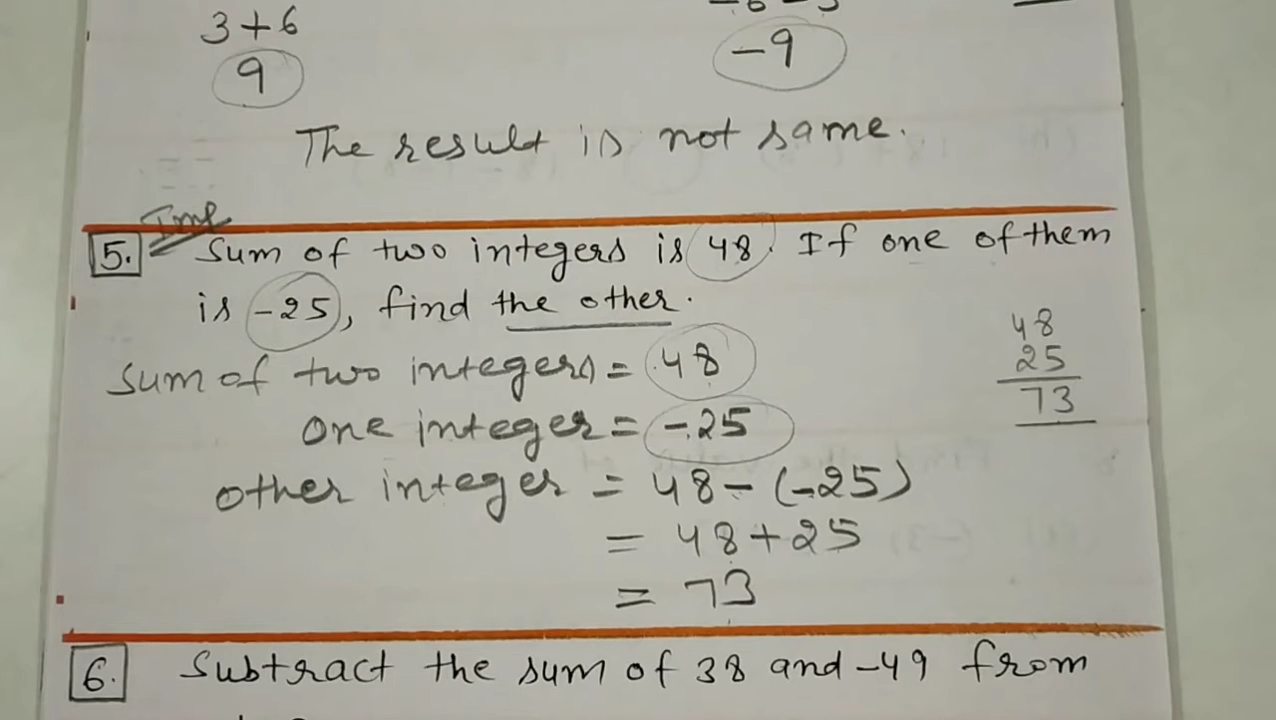 3+6
9
-9
The result is not same.
Imp
5. Sum of two integers is 48. If one of them
is -25, find the other.
Sum of two integers = 48
one integer = -25
other integer = 48-(-25)
= 48+25
= 73
48
25
73
6. Subtract the sum of 38 and -49 from